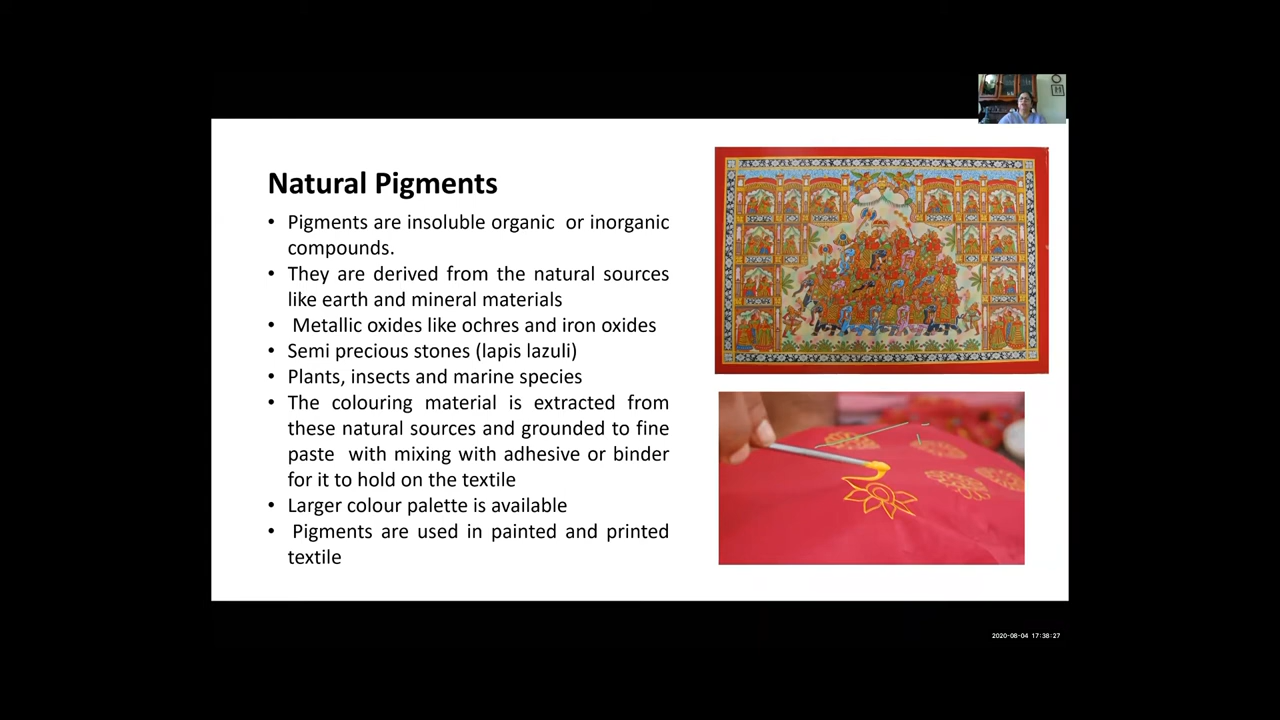 Natural Pigments
• Pigments are insoluble organic or inorganic
compounds.
• They are derived from the natural sources
like earth and mineral materials
• Metallic oxides like ochres and iron oxides
• Semi precious stones (lapis lazuli)
• Plants, insects and marine species
• The colouring material is extracted from
these natural sources and grounded to fine
paste with mixing with adhesive or binder
for it to hold on the textile
• Larger colour palette is available
• Pigments are used in painted and printed
textile
2020-08-04 17:38:27